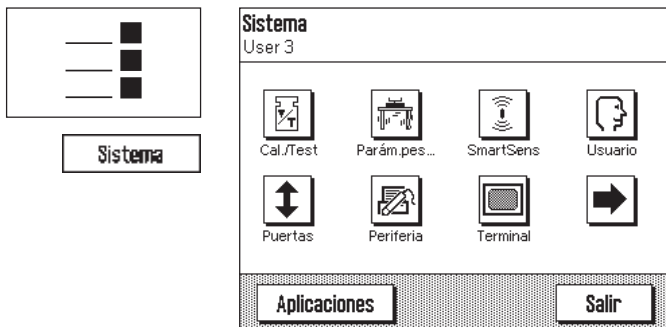 Sistema
Sistema
User 3
Cal./Test
Parám.pes...
SmartSens
Usuario
Puertas
Periferia
Terminal
Aplicaciones
Salir